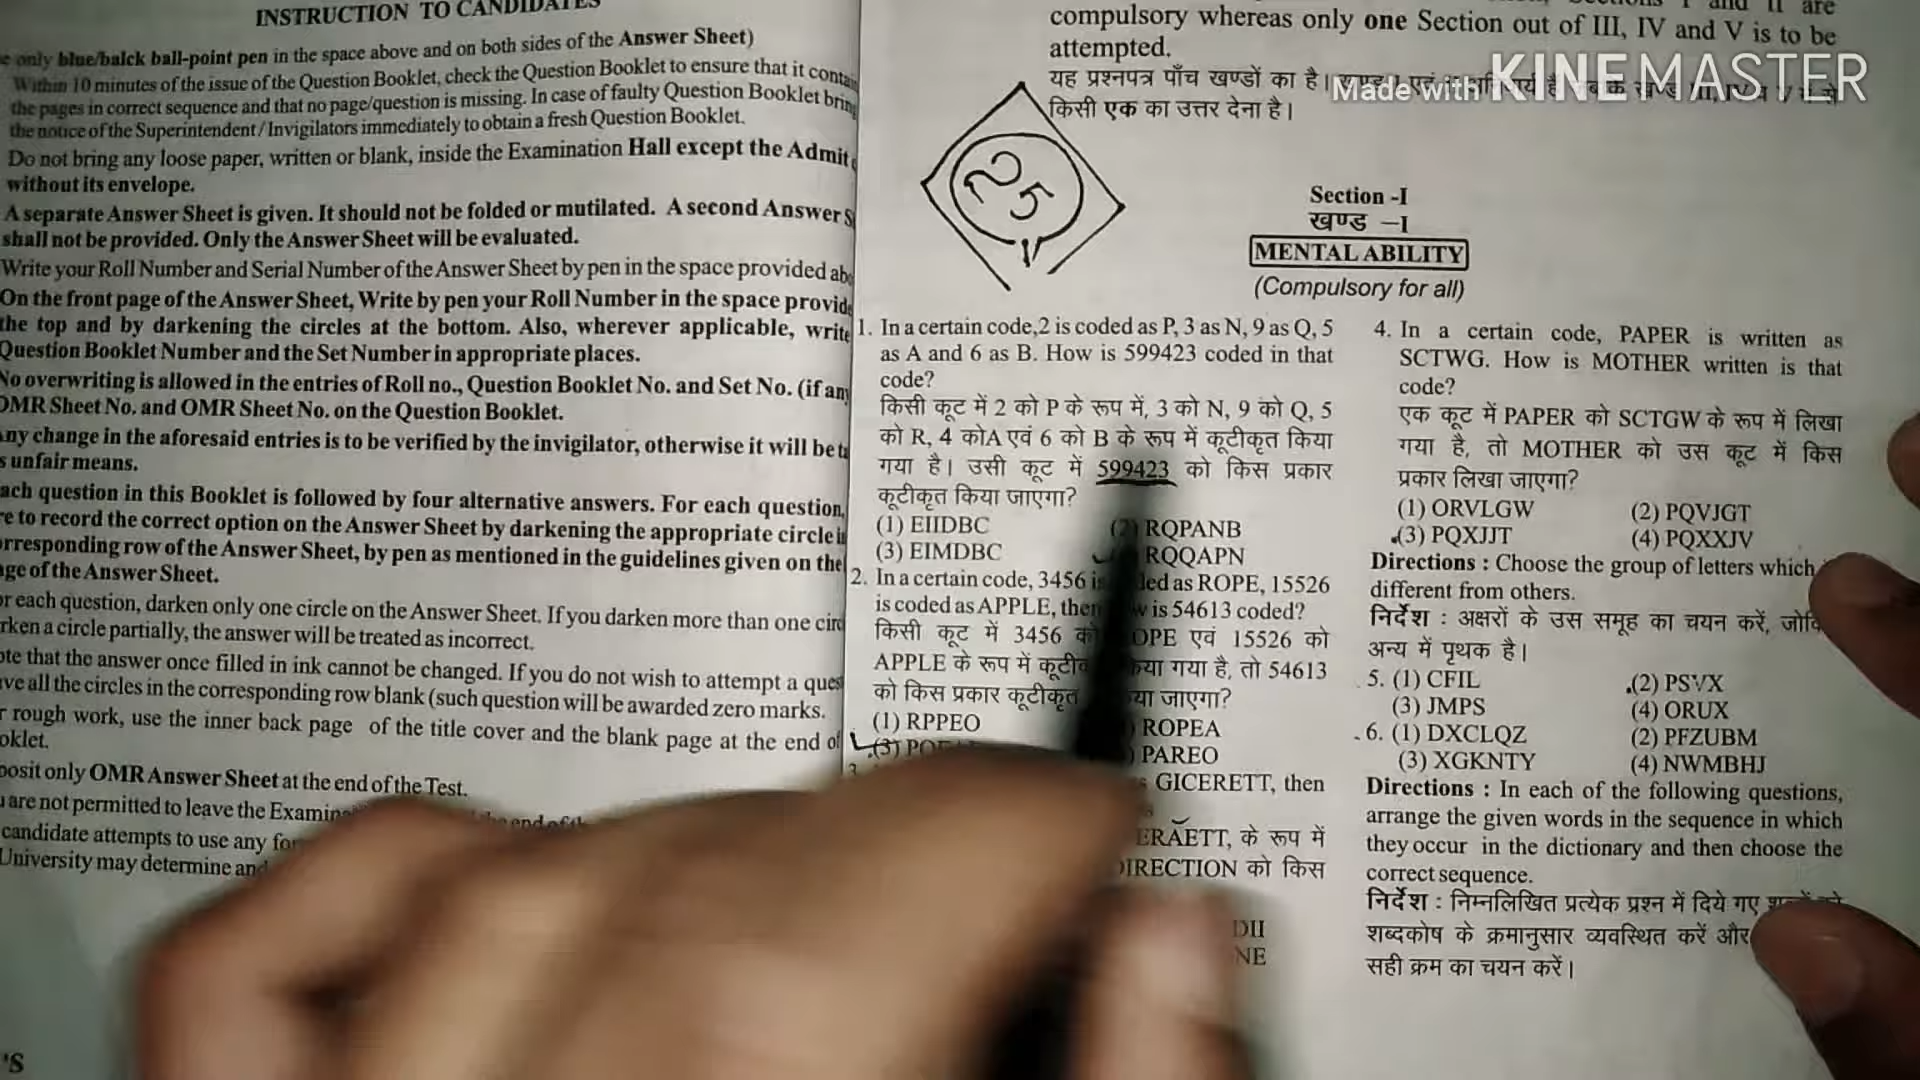 INSTRUCTION TO CANDIDATES
only blue/balck ball-point pen in the space above and on both sides of the Answer Sheet)
Within 10 minutes of the issue of the Question Booklet, check the Question Booklet to ensure that it
the pages in correct sequence and that no page/question is missing. In case of faulty Question Booklet
the notice of the Superintendent / Invigilators immediately to obtain a fresh Question Booklet.
Do not bring any loose paper, written or blank, inside the Examination Hall except the Admit
without its envelope.
A separate Answer Sheet is given. It should not be folded or mutilated. A second Answer
shall not be provided. Only the Answer Sheet will be evaluated.
Write your Roll Number and Serial Number of the Answer Sheet by pen in the space provided
On the front page of the Answer Sheet, Write by pen your Roll Number in the space
the top and by darkening the circles at the bottom. Also, wherever applicable, write
Question Booklet Number and the Set Number in appropriate places.
No overwriting is allowed in the entries of Roll no., Question Booklet No. and Set No. (if any
OMR Sheet No. and OMR Sheet No. on the Question Booklet.
any change in the aforesaid entries is to be verified by the invigilator, otherwise it will be
unfair means.
each question in this Booklet is followed by four alternative answers. For each question,
to record the correct option on the Answer Sheet by darkening the appropriate circle
row of the Answer Sheet, by pen as mentioned in the guidelines given on the
of the Answer Sheet.
each question, darken only one circle on the Answer Sheet. If you darken more than one
a circle partially, the answer will be treated as incorrect.
that the answer once filled in ink cannot be changed. If you do not wish to attempt a
all the circles in the corresponding row blank (such question will be awarded zero marks.
rough work, use the inner back page of the title cover and the blank page at the end of
only OMR Answer Sheet at the end of the Test.
are not permitted to leave the
candidate attempts to use any
University may determine and
'S
compulsory whereas only one Section out of III, IV and V is to be
attempted.
यह प्रश्नपत्र पाँच खण्डों का है।
किसी एक का उत्तर देना है।
Made with KINEMASTER
25
Section -I
खण्ड –I
MENTAL ABILITY
(Compulsory for all)
1. In a certain code,2 is coded as P, 3 as N, 9 as Q, 5
as A and 6 as B. How is 599423 coded in that
code?
किसी कूट में 2 को P के रूप में, 3 को N, 9 को Q, 5
को R, 4 कोA एवं 6 को B के रूप में कूटीकृत किया
गया है। उसी कूट में 599423 को किस प्रकार
कूटीकृत किया जाएगा?
(1) EIIDBC (2) RQPANB
(3) EIMDBC RQQAPN
2. In a certain code, 3456 is as ROPE, 15526
is coded as APPLE, then is 54613 coded?
किसी कूट में 3456 को एवं 15526 को
APPLE के रूप में गया है, तो 54613
को किस प्रकार कूटीकृत जाएगा?
(1) RPPEO ROPEA
(3) PAREO
GICERETT, then
के रूप में
DIRECTION को किस
DII
NE
4. In a certain code, PAPER is written as
SCTWG. How is MOTHER written is that
code?
एक कूट में PAPER को SCTGW के रूप में लिखा
गया है, तो MOTHER को उस कूट में किस
प्रकार लिखा जाएगा?
(1) ORVLGW (2) PQVJGT
(3) PQXJJT (4) PQXXJV
Directions : Choose the group of letters which
different from others.
निर्देश : अक्षरों के उस समूह का चयन करें,
अन्य में पृथक है।
5. (1) CFIL (2) PSVX
(3) JMPS (4) ORUX
6. (1) DXCLQZ (2) PFZUBM
(3) XGKNTY (4) NWMBHJ
Directions : In each of the following questions,
arrange the given words in the sequence in which
they occur in the dictionary and then choose the
correct sequence.
निर्देश : निम्नलिखित प्रत्येक प्रश्न में दिये गए
शब्दकोष के क्रमानुसार व्यवस्थित करें और
सही क्रम का चयन करें।